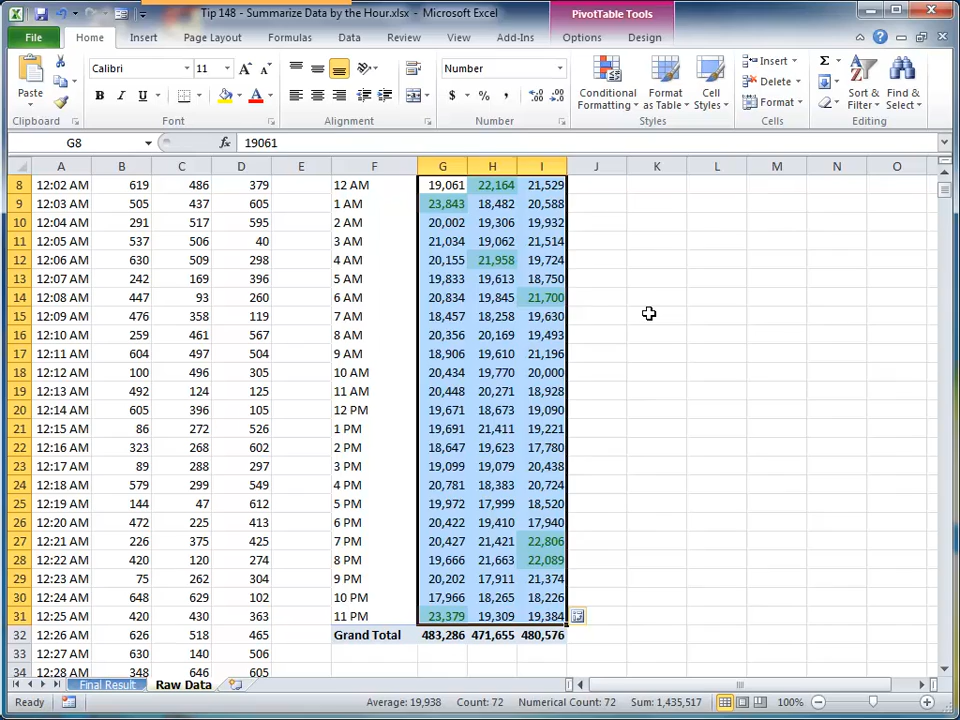 Tip 148 - Summarize Data by the Hour.xlsx - Microsoft Excel
PivotTable Tools
File Home Insert Page Layout Formulas Data Review View Add-Ins Options Design
Paste Calibri 11 Number Conditional Formatting Format as Table Cell Styles Insert Delete Format Sort & Filter Find & Select
Clipboard Font Alignment Number Styles Cells Editing
G8 fx 19061
A B C D E F G H I J K L M N O
8 12:02 AM 619 486 379 12 AM 19,061 22,164 21,529
9 12:03 AM 505 437 605 1 AM 23,843 18,482 20,588
10 12:04 AM 291 517 595 2 AM 20,002 19,306 19,932
11 12:05 AM 537 506 40 3 AM 21,034 19,062 21,514
12 12:06 AM 630 509 298 4 AM 20,155 21,958 19,724
13 12:07 AM 242 169 396 5 AM 19,833 19,613 18,750
14 12:08 AM 447 93 260 6 AM 20,834 19,845 21,700
15 12:09 AM 476 358 119 7 AM 18,457 18,258 19,630
16 12:10 AM 259 461 567 8 AM 20,356 20,169 19,493
17 12:11 AM 604 497 504 9 AM 18,906 19,610 21,196
18 12:12 AM 100 496 305 10 AM 20,434 19,770 20,000
19 12:13 AM 492 124 125 11 AM 20,448 20,271 18,928
20 12:14 AM 605 396 105 12 PM 19,671 18,673 19,090
21 12:15 AM 86 272 526 1 PM 19,691 21,411 19,221
22 12:16 AM 323 268 602 2 PM 18,647 19,623 17,780
23 12:17 AM 89 288 297 3 PM 19,099 19,079 20,438
24 12:18 AM 579 299 549 4 PM 20,781 18,383 20,724
25 12:19 AM 144 47 612 5 PM 19,972 17,999 18,520
26 12:20 AM 472 225 413 6 PM 20,422 19,410 17,940
27 12:21 AM 226 375 425 7 PM 20,427 19,421 22,806
28 12:22 AM 420 120 274 8 PM 19,666 21,663 22,089
29 12:23 AM 75 262 304 9 PM 20,202 17,911 21,374
30 12:24 AM 648 629 102 10 PM 17,966 18,265 18,226
31 12:25 AM 420 430 363 11 PM 23,379 19,309 19,384
32 12:26 AM 626 518 465 Grand Total 483,286 471,655 480,576
33 12:27 AM 630 140 506
34 12:28 AM 348 646 605
Final Result Raw Data
Ready Average: 19,938 Count: 72 Numerical Count: 72 Sum: 1,435,517 100%